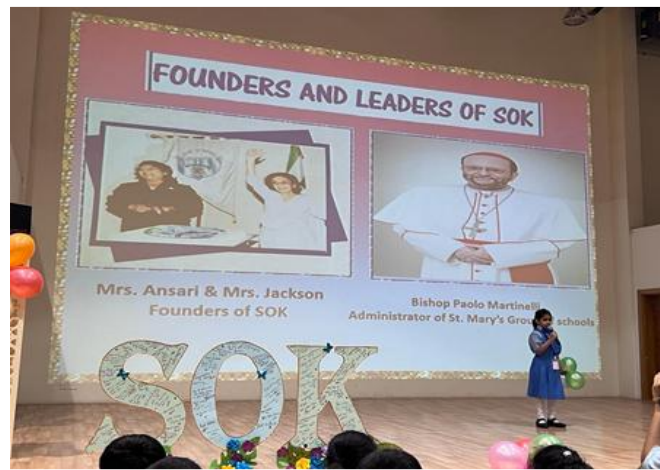 FOUNDERS AND LEADERS OF SOK
Mrs. Ansari & Mrs. Jackson
Founders of SOK
Bishop Paolo Martinelli
Administrator of St. Mary's Grou schools
SOK